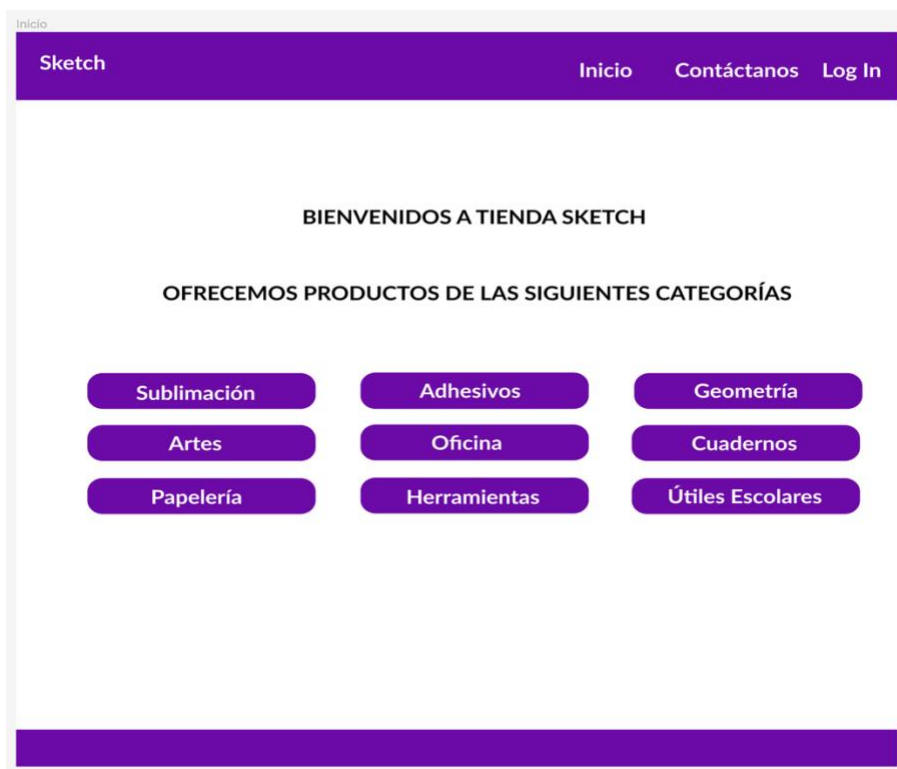 Inicio
Sketch
Inicio Contáctanos Log In
BIENVENIDOS A TIENDA SKETCH
OFRECEMOS PRODUCTOS DE LAS SIGUIENTES CATEGORÍAS
Sublimación Adhesivos Geometría
Artes Oficina Cuadernos
Papelería Herramientas Útiles Escolares